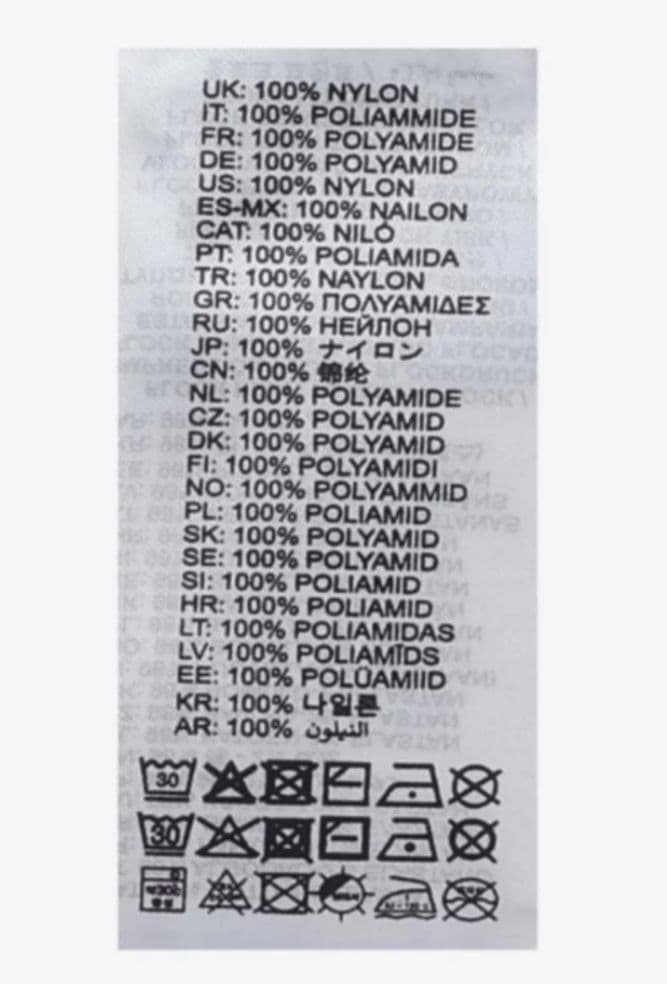 UK: 100% NYLON
IT: 100% POLIAMMIDE
FR: 100% POLYAMIDE
DE: 100% POLYAMID
US: 100% NYLON
ES-MX: 100% NAILON
CAT: 100% NILÓ
PT: 100% POLIAMIDA
TR: 100% NAYLON
GR: 100% ΠΟΛΥΑΜΙΔΕΣ
RU: 100% НЕЙЛОН
JP: 100% ナイロン
CN: 100% 锦纶
NL: 100% POLYAMIDE
CZ: 100% POLYAMID
DK: 100% POLYAMID
FI: 100% POLYAMIDI
NO: 100% POLYAMMID
PL: 100% POLIAMID
SK: 100% POLYAMID
SE: 100% POLYAMID
SI: 100% POLIAMID
HR: 100% POLIAMID
LT: 100% POLIAMIDAS
LV: 100% POLIAMĪDS
EE: 100% POLÜAMIID
KR: 100% 나일론
AR: 100% النيلون
30
30